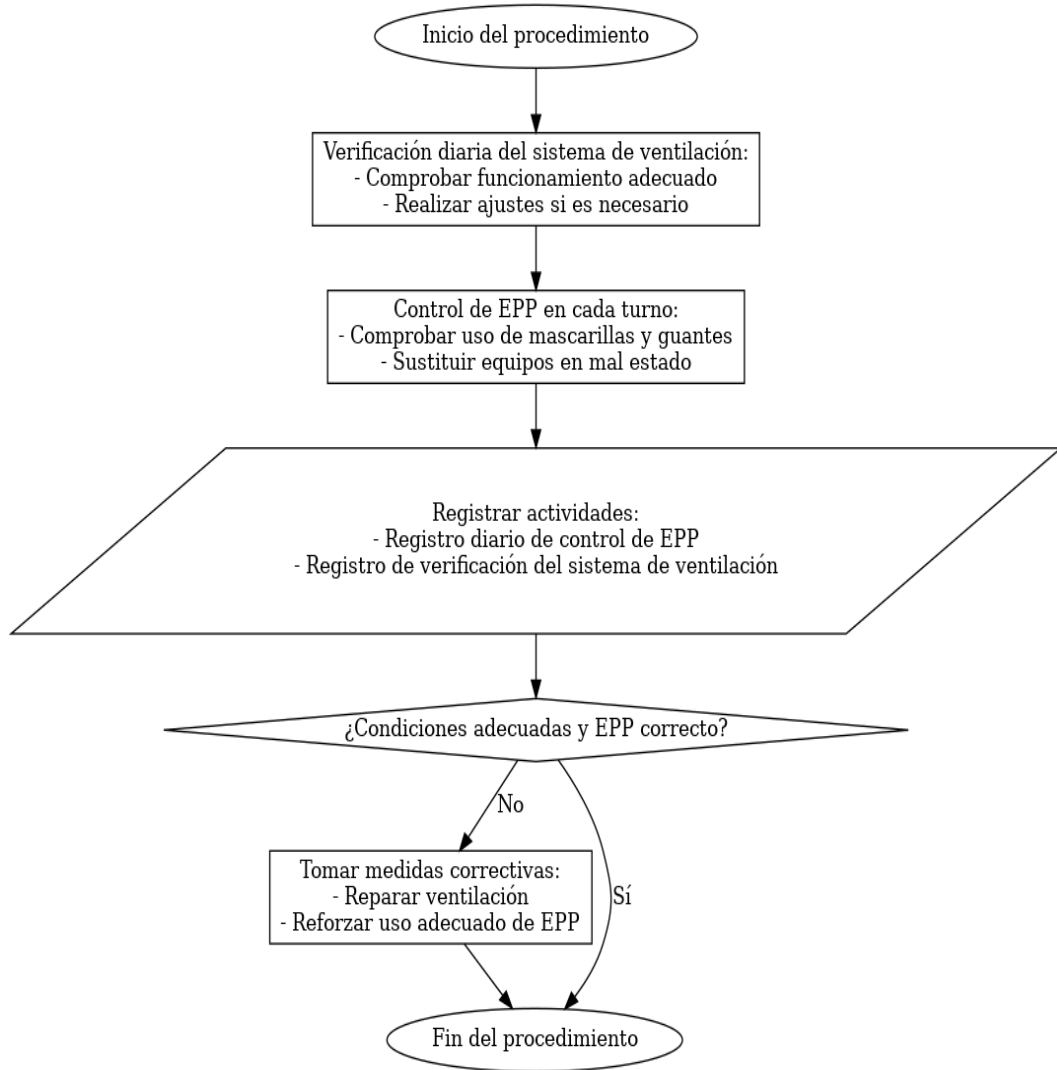 Inicio del procedimiento
Verificación diaria del sistema de ventilación:
- Comprobar funcionamiento adecuado
- Realizar ajustes si es necesario
Control de EPP en cada turno:
- Comprobar uso de mascarillas y guantes
- Sustituir equipos en mal estado
Registrar actividades:
- Registro diario de control de EPP
- Registro de verificación del sistema de ventilación
¿Condiciones adecuadas y EPP correcto?
No
Tomar medidas correctivas:
- Reparar ventilación
- Reforzar uso adecuado de EPP
Sí
Fin del procedimiento